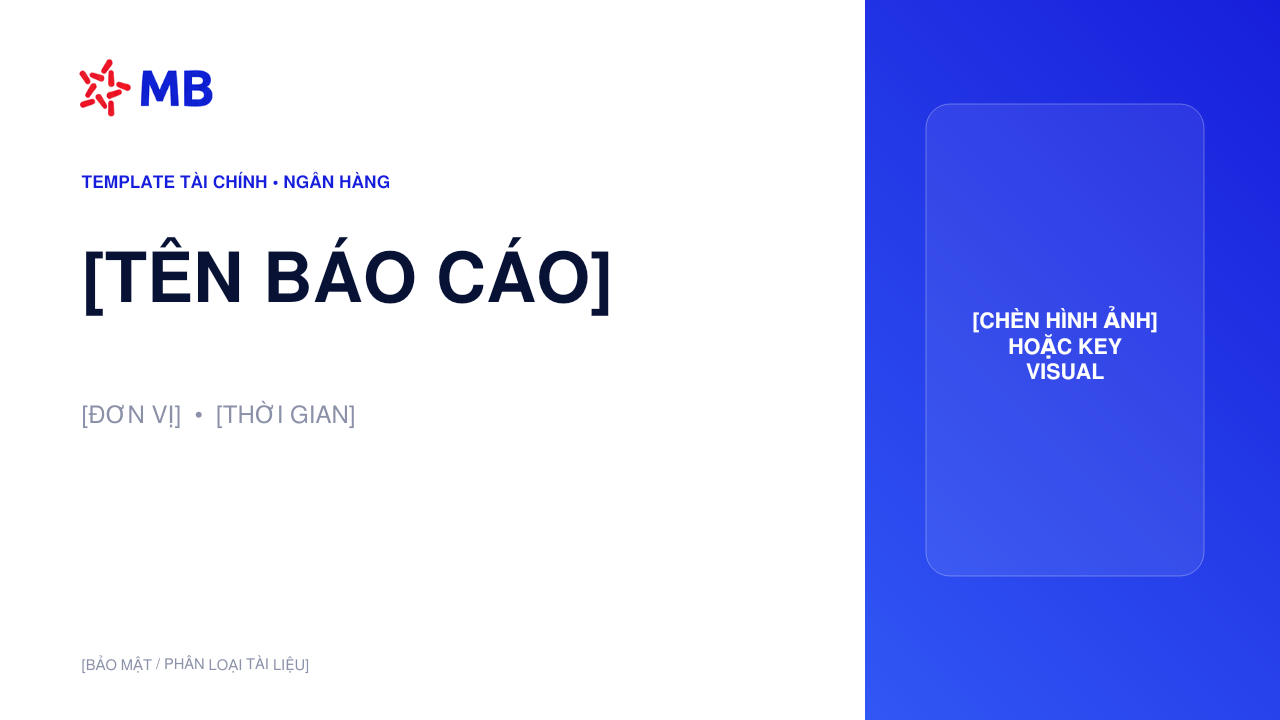 MB
TEMPLATE TÀI CHÍNH • NGÂN HÀNG
[TÊN BÁO CÁO]
[ĐƠN VỊ] • [THỜI GIAN]
[BẢO MẬT / PHÂN LOẠI TÀI LIỆU]
[CHÈN HÌNH ẢNH]
HOẶC KEY
VISUAL